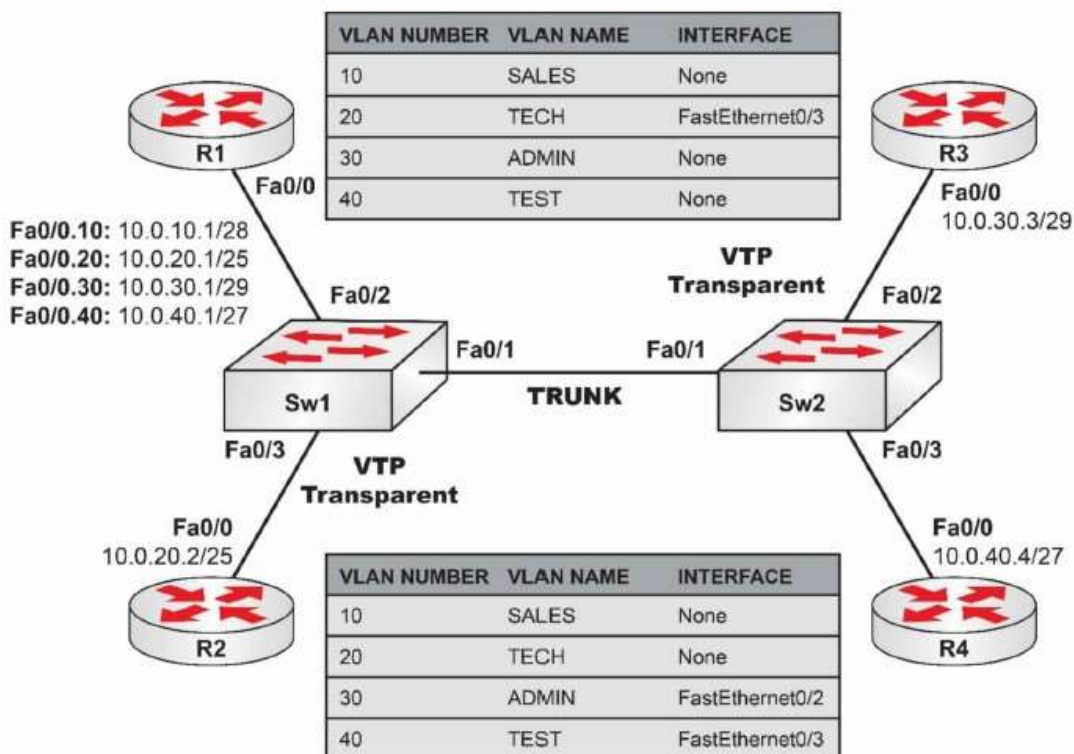 VLAN NUMBER VLAN NAME INTERFACE
10 SALES None
20 TECH FastEthernet0/3
30 ADMIN None
40 TEST None
R1
Fa0/0
R3
Fa0/0
10.0.30.3/29
Fa0/0.10: 10.0.10.1/28
Fa0/0.20: 10.0.20.1/25
Fa0/0.30: 10.0.30.1/29
Fa0/0.40: 10.0.40.1/27
VTP
Transparent
Fa0/2
Fa0/2
Fa0/1
Fa0/1
TRUNK
Sw1
Sw2
Fa0/3
VTP
Transparent
Fa0/3
Fa0/0
10.0.20.2/25
Fa0/0
10.0.40.4/27
R2
R4
VLAN NUMBER VLAN NAME INTERFACE
10 SALES None
20 TECH None
30 ADMIN FastEthernet0/2
40 TEST FastEthernet0/3